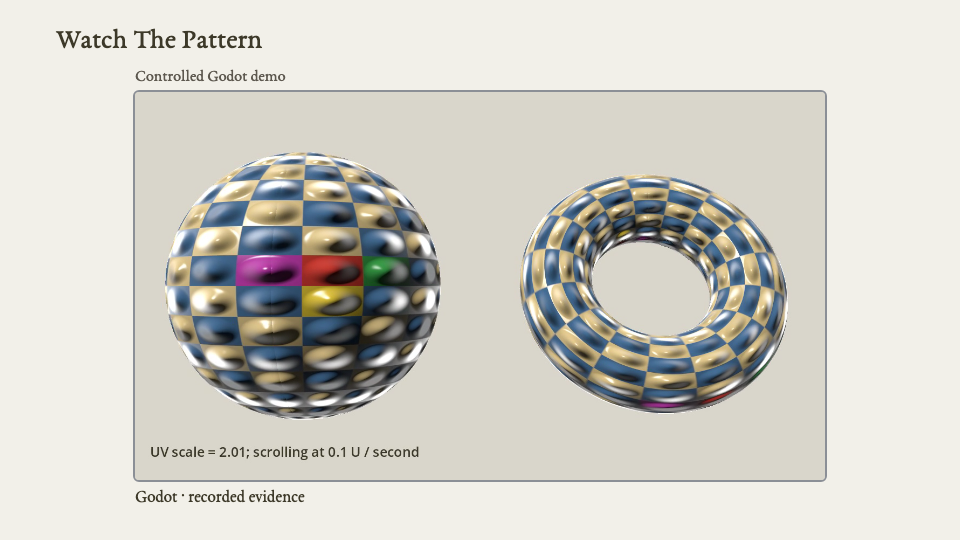 Watch The Pattern
Controlled Godot demo
UV scale = 2.01; scrolling at 0.1 U / second
Godot · recorded evidence